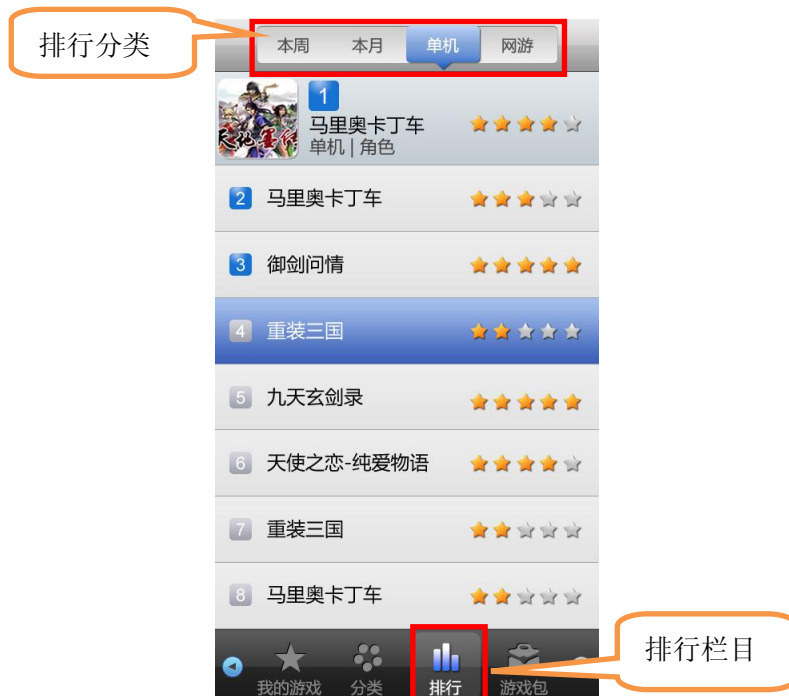 排行分类
本周 本月 单机 网游
天地墨传
1
马里奥卡丁车
单机 | 角色
2 马里奥卡丁车
3 御剑问情
4 重装三国
5 九天玄剑录
6 天使之恋-纯爱物语
7 重装三国
8 马里奥卡丁车
排行栏目
我的游戏 分类 排行 游戏包